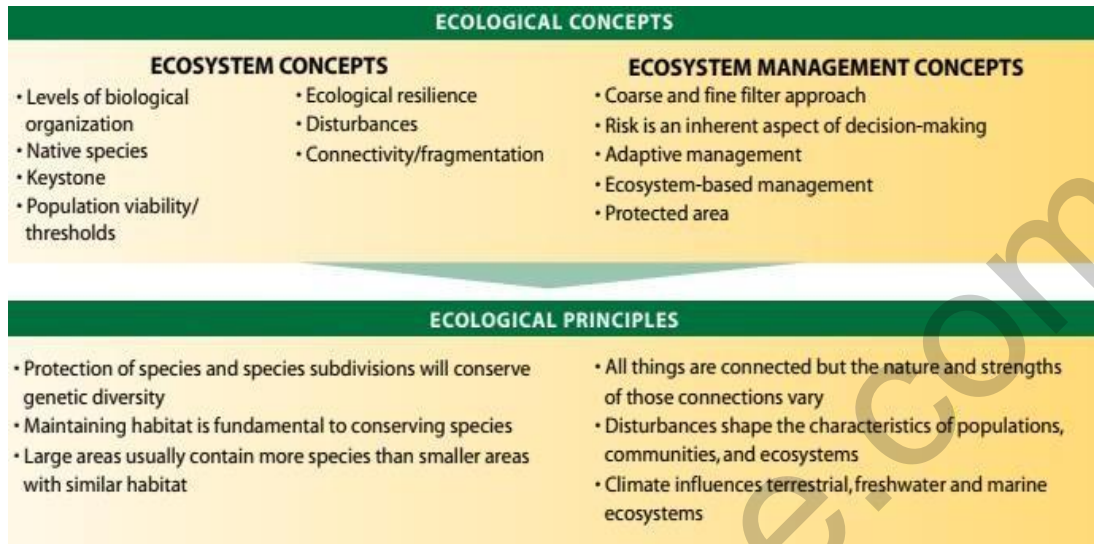 ECOLOGICAL CONCEPTS
ECOSYSTEM CONCEPTS
• Levels of biological
organization
• Native species
• Keystone
• Population viability/
thresholds
• Ecological resilience
• Disturbances
• Connectivity/fragmentation
ECOSYSTEM MANAGEMENT CONCEPTS
• Coarse and fine filter approach
• Risk is an inherent aspect of decision-making
• Adaptive management
• Ecosystem-based management
• Protected area
ECOLOGICAL PRINCIPLES
• Protection of species and species subdivisions will conserve
genetic diversity
• Maintaining habitat is fundamental to conserving species
• Large areas usually contain more species than smaller areas
with similar habitat
• All things are connected but the nature and strengths
of those connections vary
• Disturbances shape the characteristics of populations,
communities, and ecosystems
• Climate influences terrestrial, freshwater and marine
ecosystems
e.com